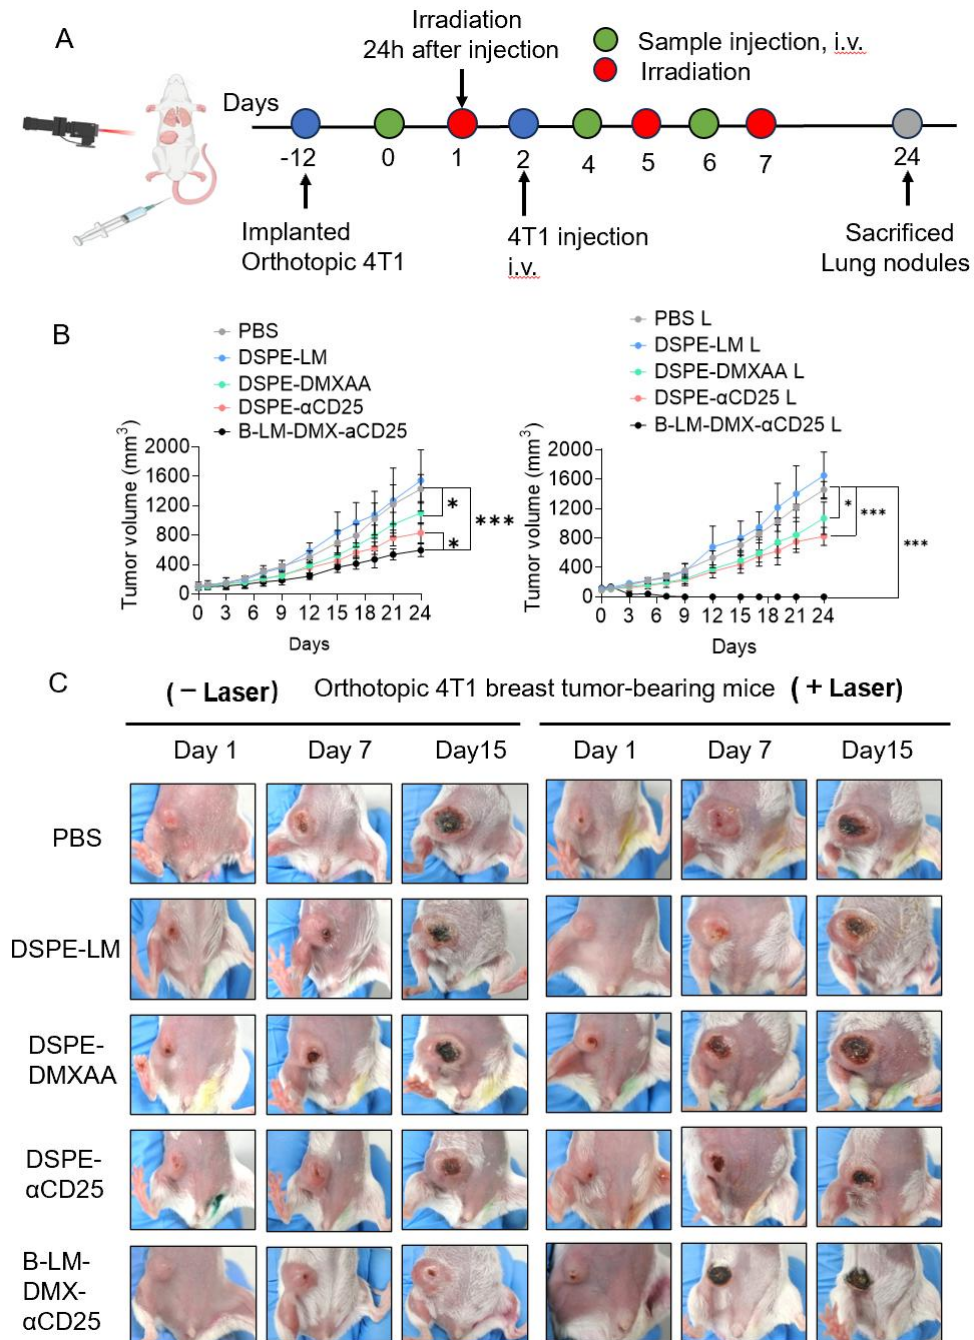 A
Irradiation
24h after injection
Sample injection, i.v.
Irradiation
Days
-12
0
1
2
4
5
6
7
24
Implanted
Orthotopic 4T1
4T1 injection
i.v.
Sacrificed
Lung nodules
B
PBS
DSPE-LM
DSPE-DMXAA
DSPE-αCD25
B-LM-DMX-aCD25
Tumor volume (mm³)
2000
1600
1200
800
400
0
0 3 6 9 12 15 18 21 24
Days
*
*
***
PBS L
DSPE-LM L
DSPE-DMXAA L
DSPE-αCD25 L
B-LM-DMX-αCD25 L
Tumor volume (mm³)
2000
1600
1200
800
400
0
0 3 6 9 12 15 18 21 24
Days
*
***
***
C
(− Laser) Orthotopic 4T1 breast tumor-bearing mice (+ Laser)
Day 1 Day 7 Day15 Day 1 Day 7 Day15
PBS
DSPE-LM
DSPE-
DMXAA
DSPE-
αCD25
B-LM-
DMX-
αCD25